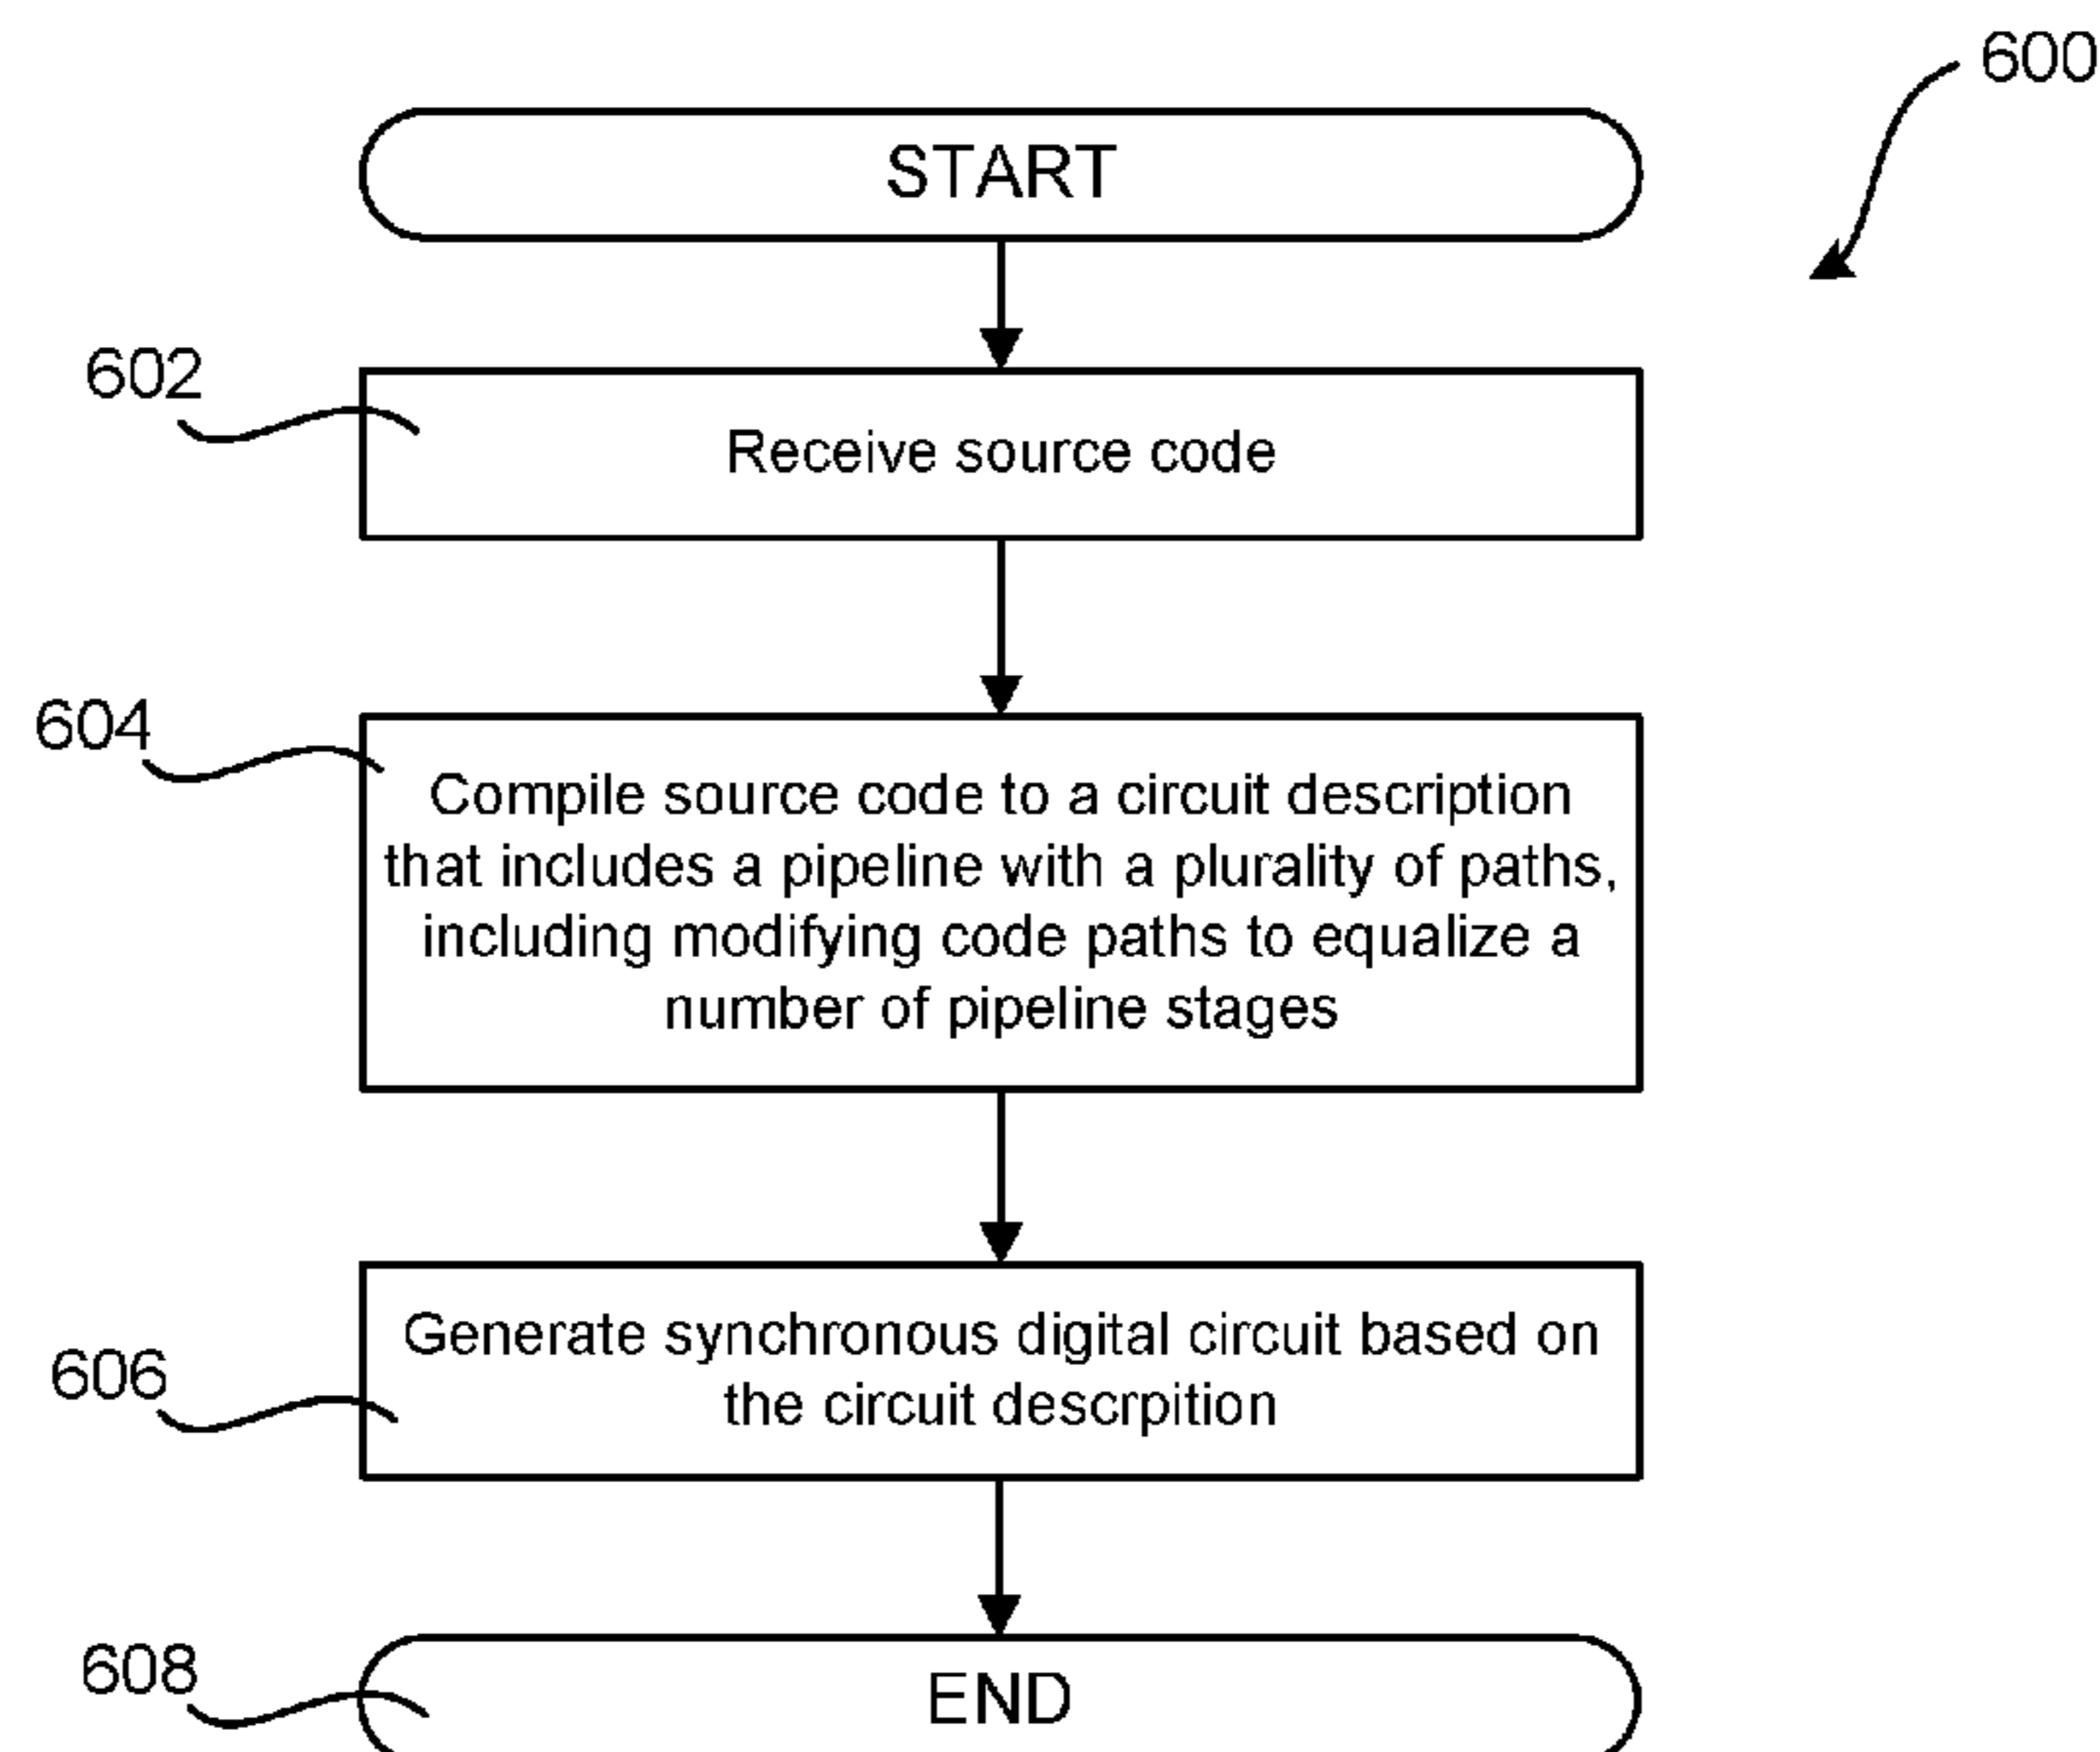 600
START
602
Receive source code
604
Compile source code to a circuit description
that includes a pipeline with a plurality of paths,
including modifying code paths to equalize a
number of pipeline stages
606
Generate synchronous digital circuit based on
the circuit descrpition
608
END